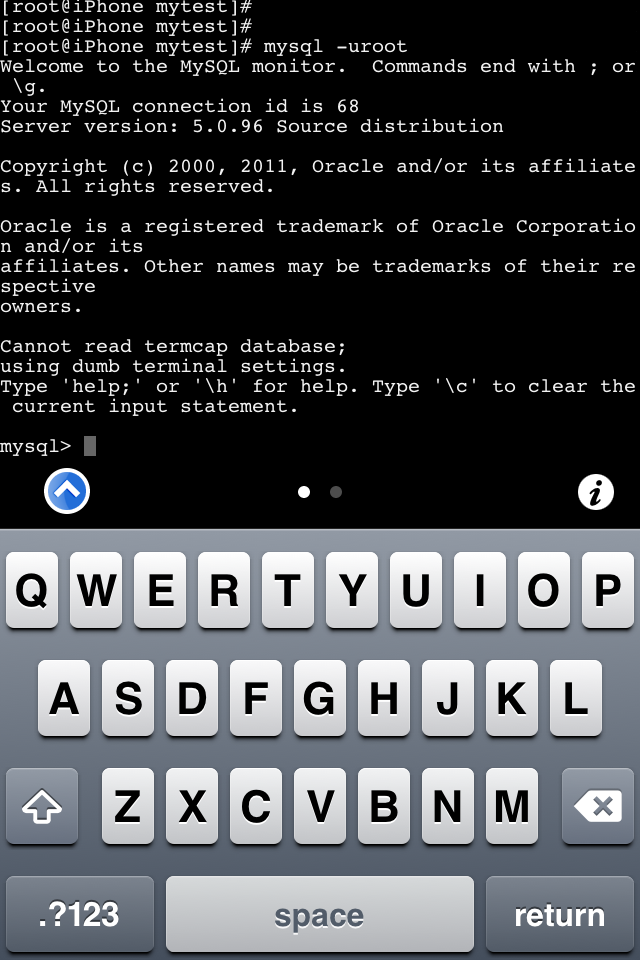 [root@iPhone mytest]#
[root@iPhone mytest]#
[root@iPhone mytest]# mysql -uroot
Welcome to the MySQL monitor.  Commands end with ; or
 \g.
Your MySQL connection id is 68
Server version: 5.0.96 Source distribution

Copyright (c) 2000, 2011, Oracle and/or its affiliate
s. All rights reserved.

Oracle is a registered trademark of Oracle Corporatio
n and/or its
affiliates. Other names may be trademarks of their re
spective
owners.

Cannot read termcap database;
using dumb terminal settings.
Type 'help;' or '\h' for help. Type '\c' to clear the
 current input statement.

mysql>
i
Q W E R T Y U I O P
A S D F G H J K L
Z X C V B N M
.?123 space return